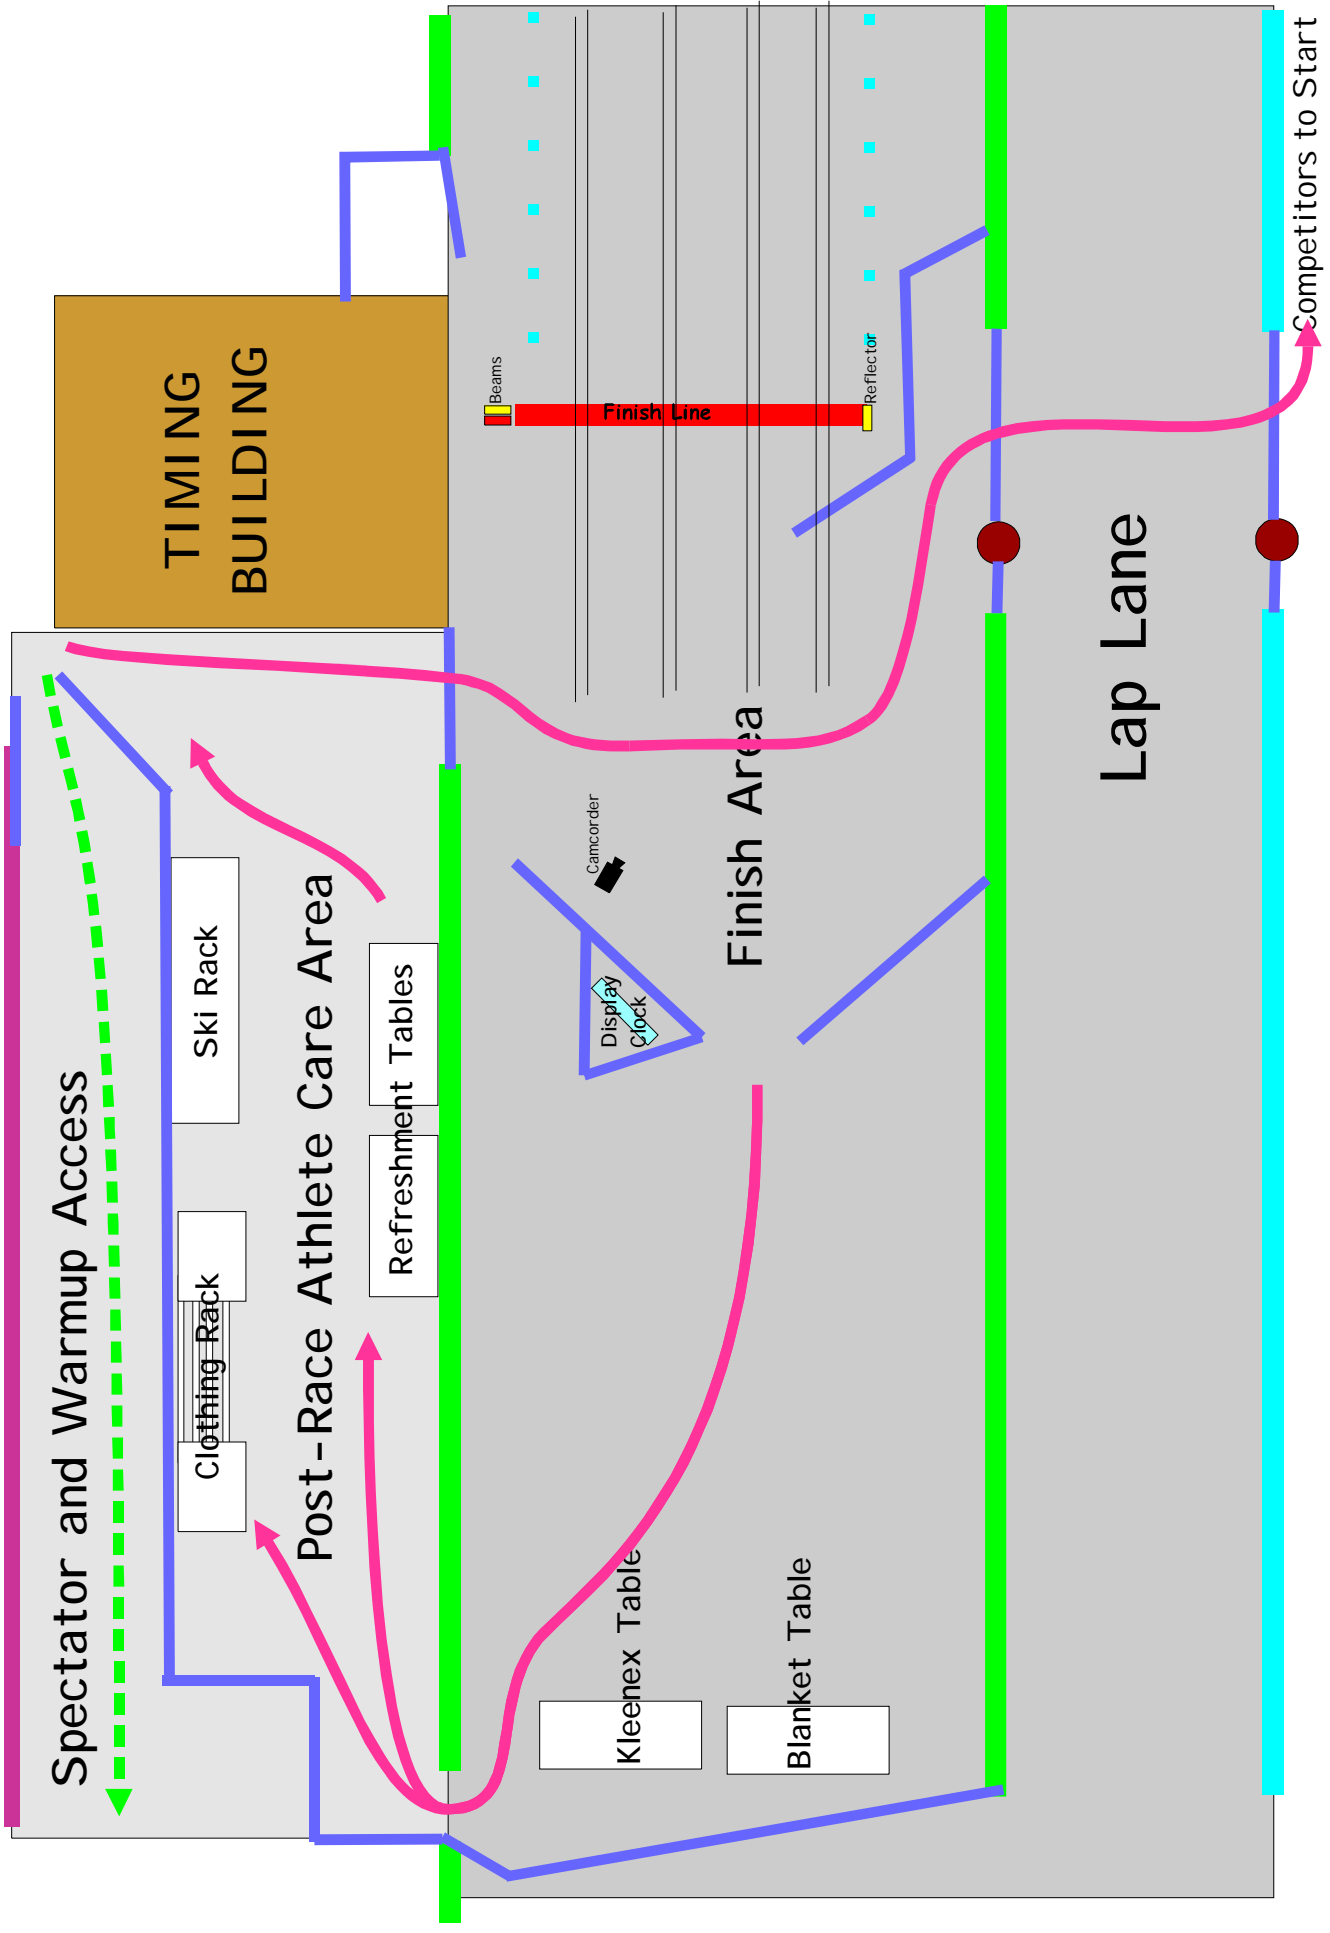 Spectator and Warmup Access
TIMING
BUILDING
Ski Rack
Clothing Rack
Post-Race Athlete Care Area
Refreshment Tables
Beams
Finish Line
Reflector
Camcorder
Display
Clock
Finish Area
Kleenex Table
Blanket Table
Lap Lane
Competitors to Start